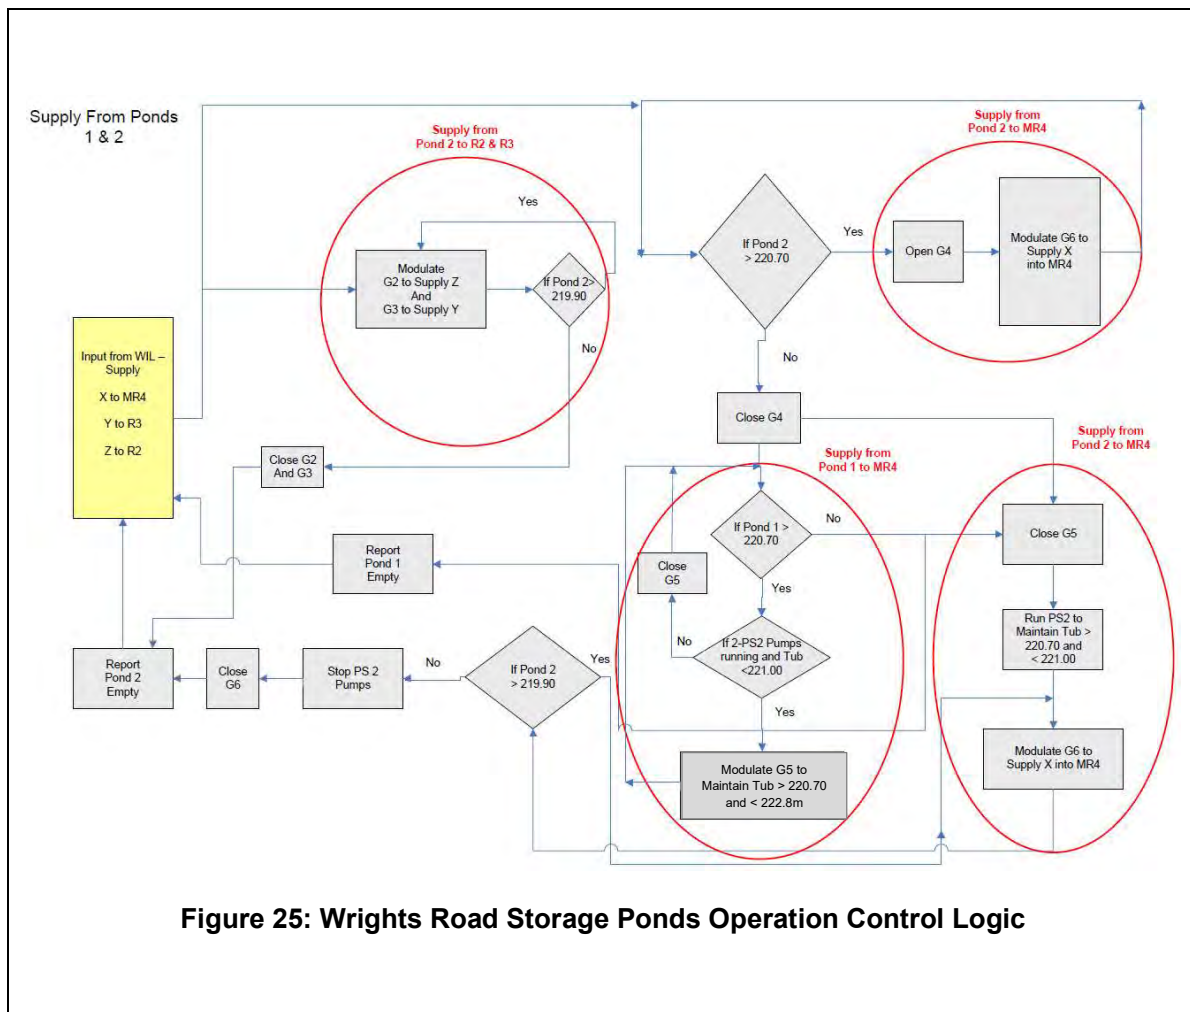 Supply From Ponds
1 & 2
Supply from
Pond 2 to R2 & R3
Supply from
Pond 2 to MR4
Yes
Modulate
G2 to Supply Z
And
G3 to Supply Y
If Pond 2>
219.90
No
If Pond 2
> 220.70
Yes
Open G4
Modulate G6 to
Supply X
into MR4
No
Input from WIL –
Supply
X to MR4
Y to R3
Z to R2
Close G4
Close G2
And G3
Supply from
Pond 1 to MR4
Supply from
Pond 2 to MR4
If Pond 1 >
220.70
No
Close G5
Report
Pond 1
Empty
Close
G5
Yes
Run PS2 to
Maintain Tub >
220.70 and
< 221.00
If 2-PS2 Pumps
running and Tub
<221.00
No
Report
Pond 2
Empty
Close
G6
Stop PS 2
Pumps
No
If Pond 2
> 219.90
Yes
Yes
Modulate G5 to
Maintain Tub > 220.70
and < 222.8m
Modulate G6 to
Supply X into MR4
Figure 25: Wrights Road Storage Ponds Operation Control Logic